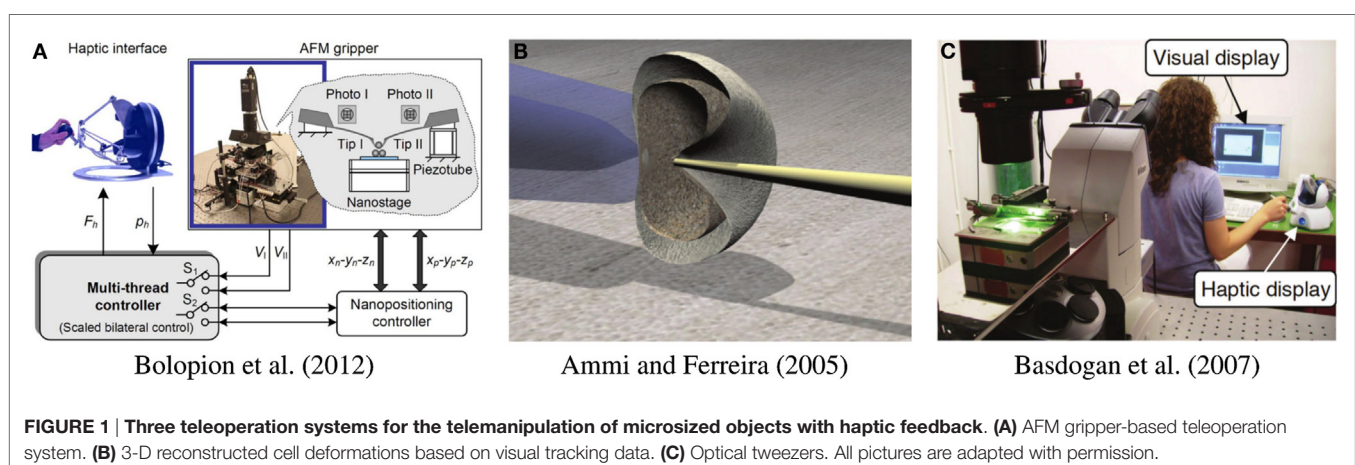 A
Haptic interface
AFM gripper
Photo I
Photo II
Tip I
Tip II
Piezotube
Nanostage
Fh
ph
VI
VII
S1
Multi-thread
controller
S2
(Scaled bilateral control)
xn-yn-zn
xp-yp-zp
Nanopositioning
controller
Bolopion et al. (2012)
B
Ammi and Ferreira (2005)
C
Visual display
Haptic display
Basdogan et al. (2007)
FIGURE 1 | Three teleoperation systems for the telemanipulation of microsized objects with haptic feedback. (A) AFM gripper-based teleoperation
system. (B) 3-D reconstructed cell deformations based on visual tracking data. (C) Optical tweezers. All pictures are adapted with permission.